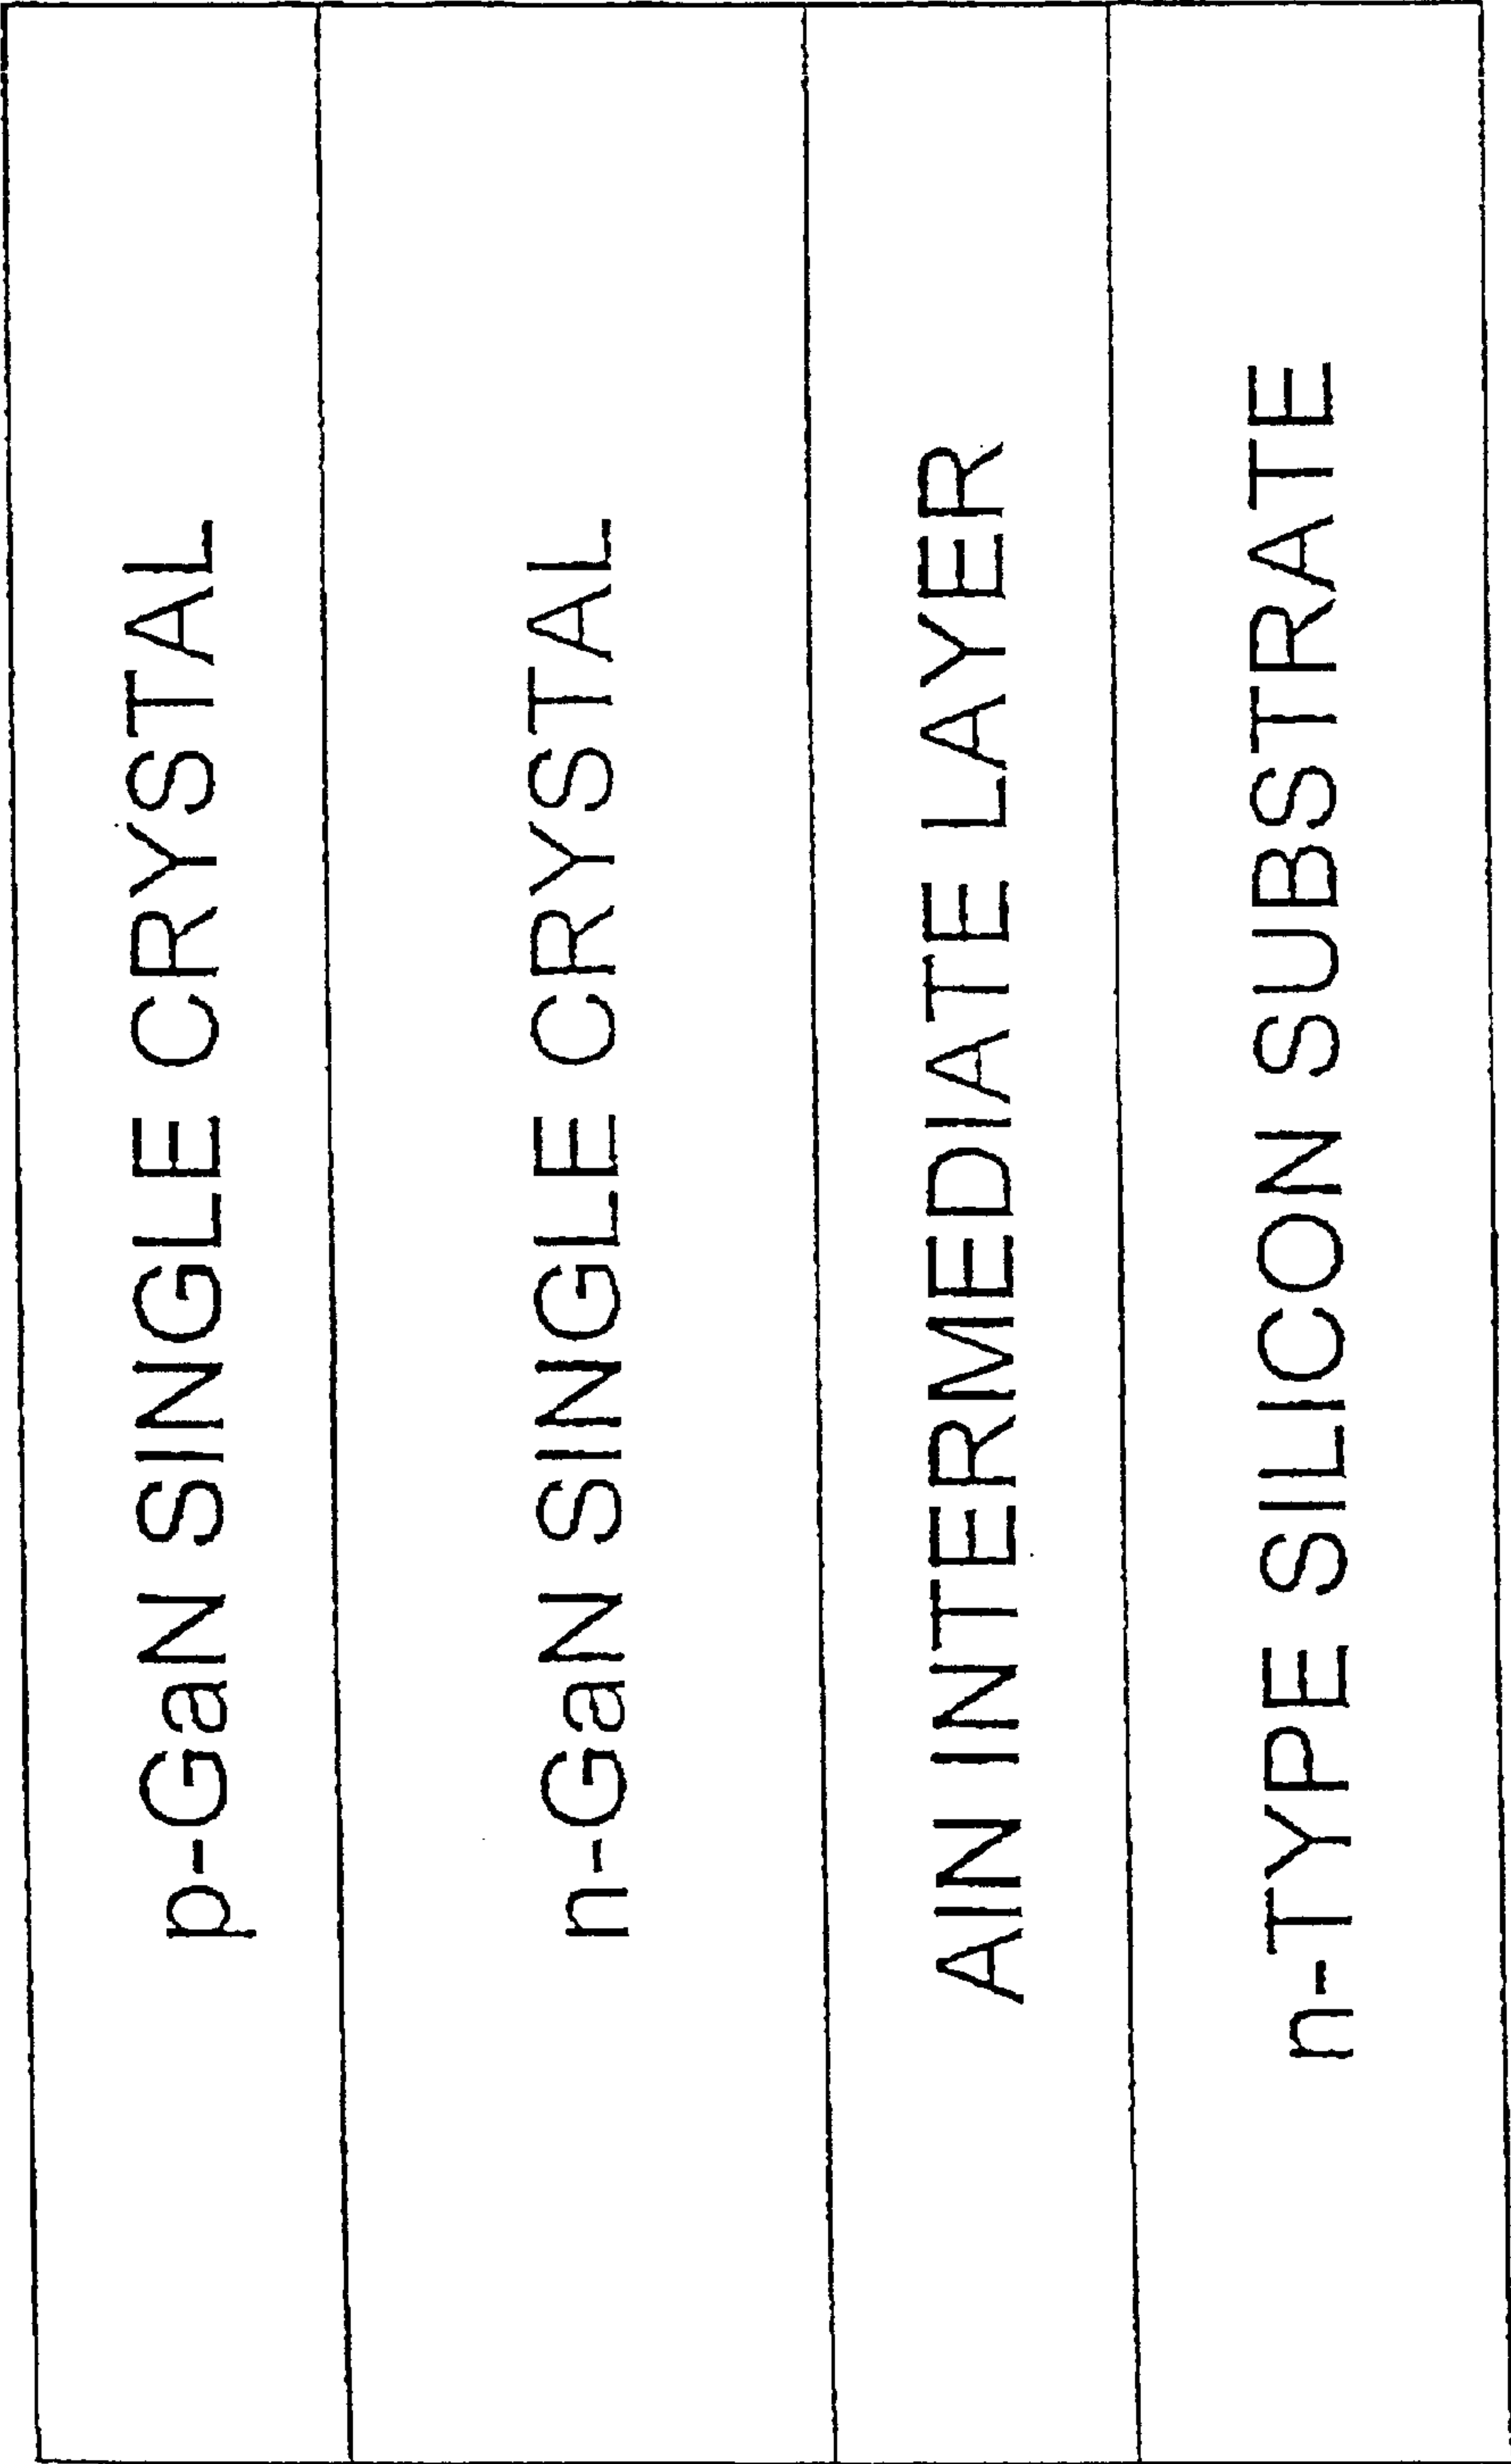 p-GaN SINGLE CRYSTAL
n-GaN SINGLE CRYSTAL
AlN INTERMEDIATE LAYER
n-TYPE SILICON SUBSTRATE